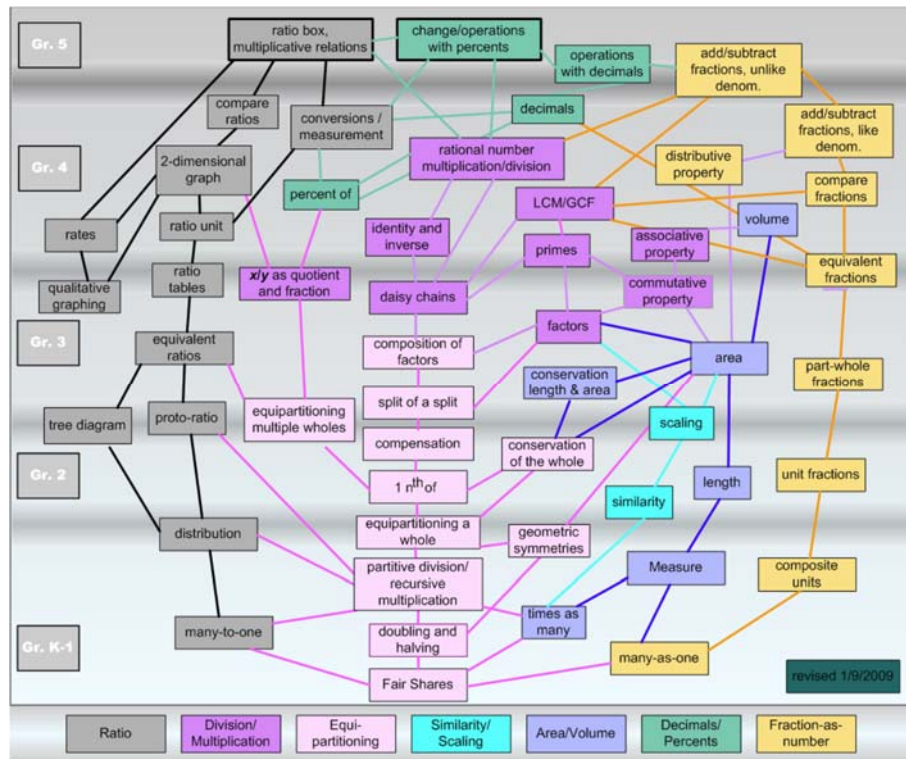 Gr. 5
ratio box,
multiplicative relations
change/operations
with percents
operations
with decimals
add/subtract
fractions, unlike
denom.
compare
ratios
conversions /
measurement
decimals
add/subtract
fractions, like
denom.
Gr. 4
2-dimensional
graph
rational number
multiplication/division
distributive
property
percent of
compare
fractions
LCM/GCF
volume
rates
ratio unit
identity and
inverse
primes
associative
property
qualitative
graphing
ratio
tables
x/y as quotient
and fraction
daisy chains
commutative
property
equivalent
fractions
Gr. 3
equivalent
ratios
composition of
factors
factors
area
conservation
length & area
part-whole
fractions
tree diagram
proto-ratio
equipartitioning
multiple wholes
split of a split
scaling
compensation
conservation
of the whole
Gr. 2
1 nth of
similarity
length
unit fractions
distribution
equipartitioning a
whole
geometric
symmetries
partitive division/
recursive
multiplication
Measure
composite
units
times as
many
Gr. K-1
many-to-one
doubling and
halving
many-as-one
Fair Shares
revised 1/9/2009
Ratio
Division/
Multiplication
Equi-
partitioning
Similarity/
Scaling
Area/Volume
Decimals/
Percents
Fraction-as-
number